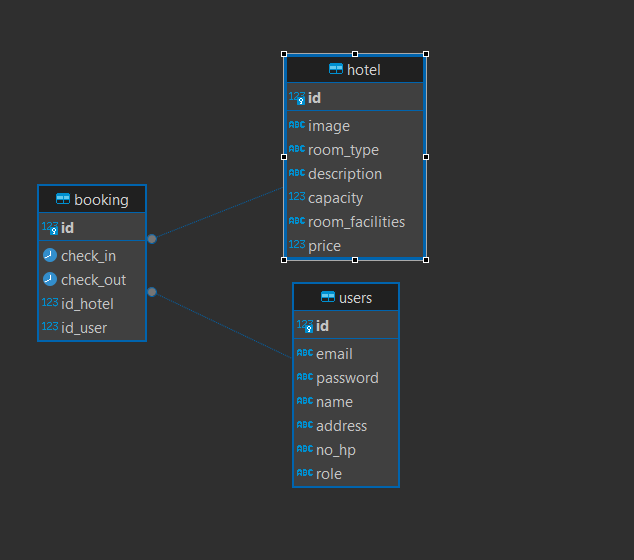 hotel
123 id
ABC image
ABC room_type
ABC description
123 capacity
ABC room_facilities
123 price
booking
123 id
check_in
check_out
123 id_hotel
123 id_user
users
123 id
ABC email
ABC password
ABC name
ABC address
ABC no_hp
ABC role